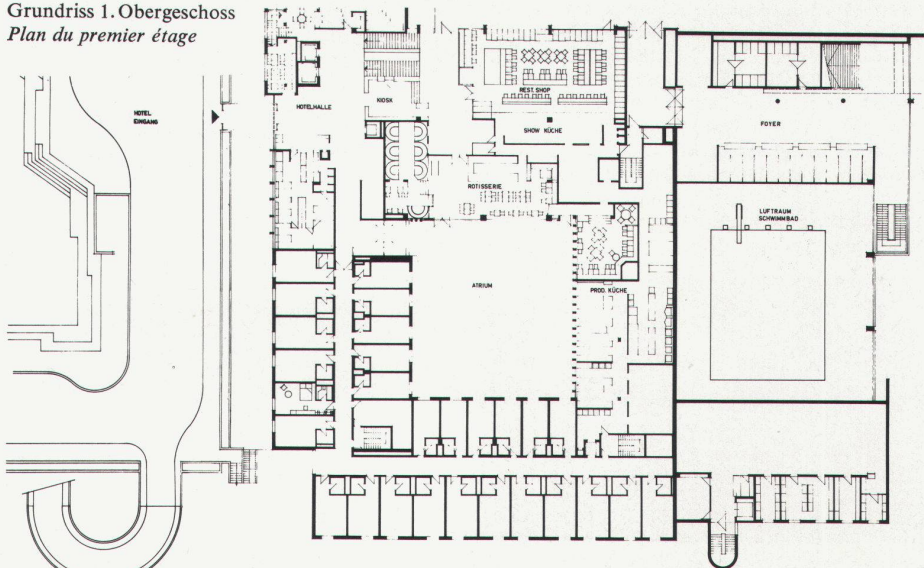 Grundriss 1. Obergeschoss
Plan du premier étage
HOTEL
EINGANG
HOTELHALLE
KIOSK
REST. SHOP
SHOW KÜCHE
FOYER
ROTISSERIE
LUFTRAUM
SCHWIMMBAD
ATRIUM
PROD. KÜCHE